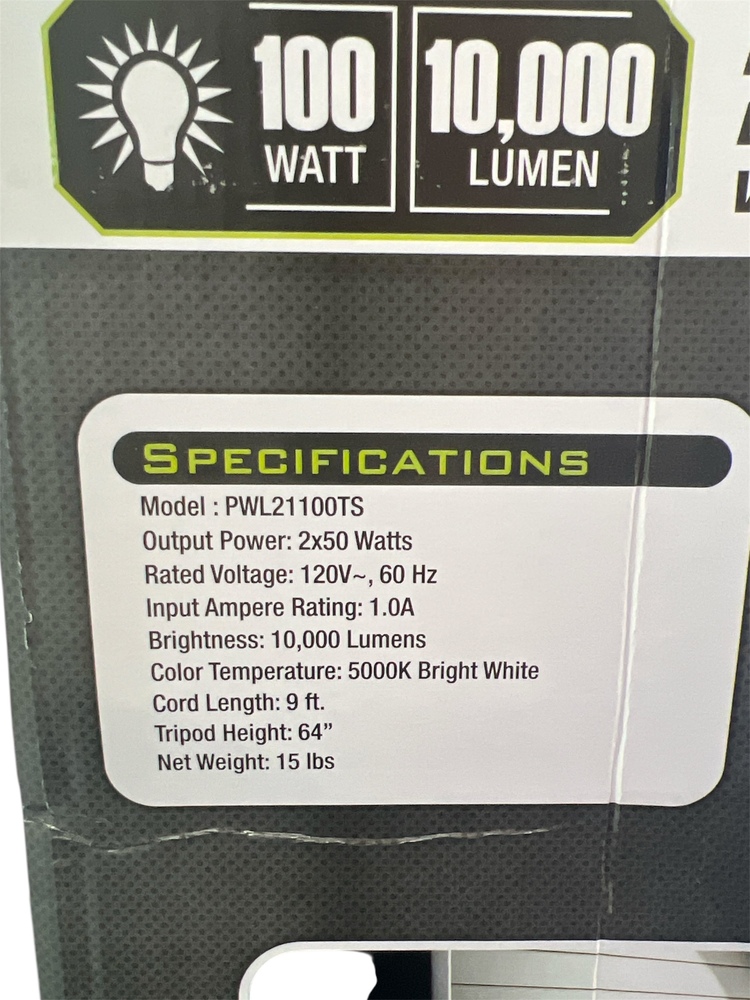 100
WATT
10,000
LUMEN
SPECIFICATIONS
Model : PWL21100TS
Output Power: 2x50 Watts
Rated Voltage: 120V~, 60 Hz
Input Ampere Rating: 1.0A
Brightness: 10,000 Lumens
Color Temperature: 5000K Bright White
Cord Length: 9 ft.
Tripod Height: 64”
Net Weight: 15 lbs